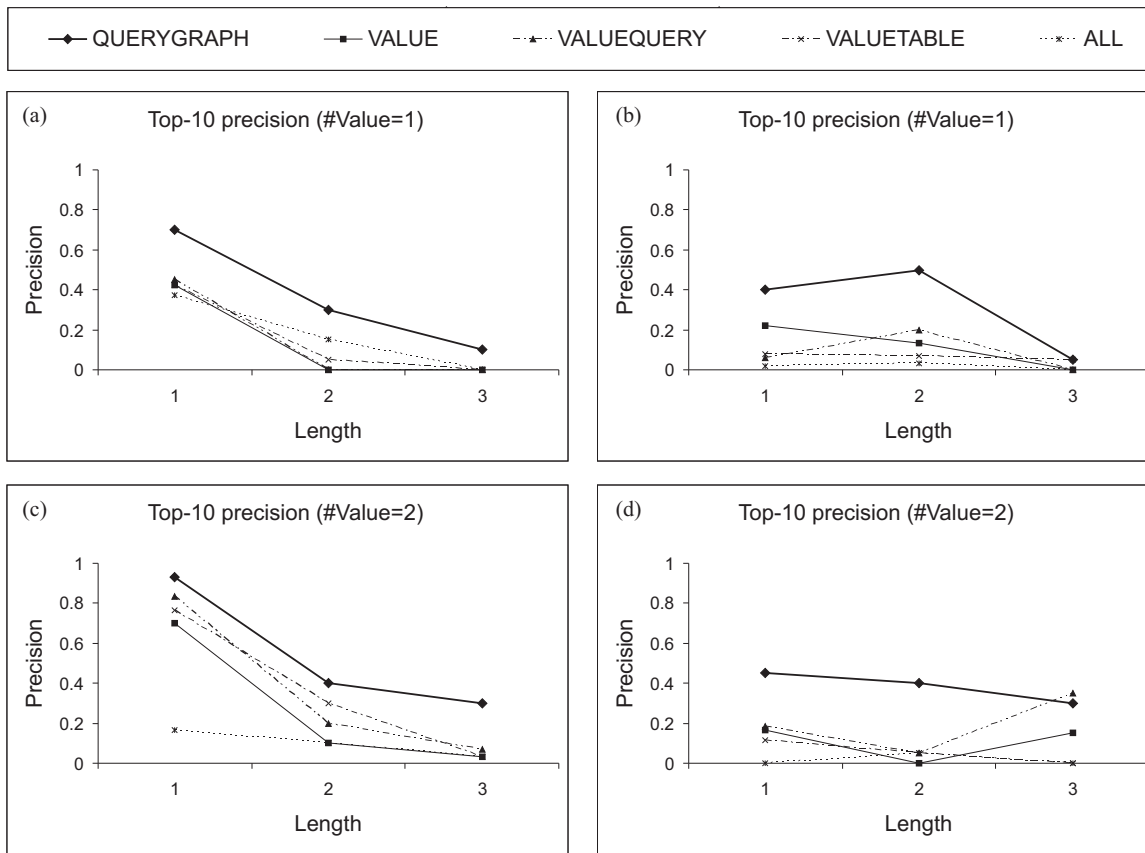 QUERYGRAPH VALUE VALUEQUERY VALUETABLE ALL
(a)
Top-10 precision (#Value=1)
1
0.8
0.6
0.4
0.2
0
Precision
1 2 3
Length
(b)
Top-10 precision (#Value=1)
1
0.8
0.6
0.4
0.2
0
Precision
1 2 3
Length
(c)
Top-10 precision (#Value=2)
1
0.8
0.6
0.4
0.2
0
Precision
1 2 3
Length
(d)
Top-10 precision (#Value=2)
1
0.8
0.6
0.4
0.2
0
Precision
1 2 3
Length